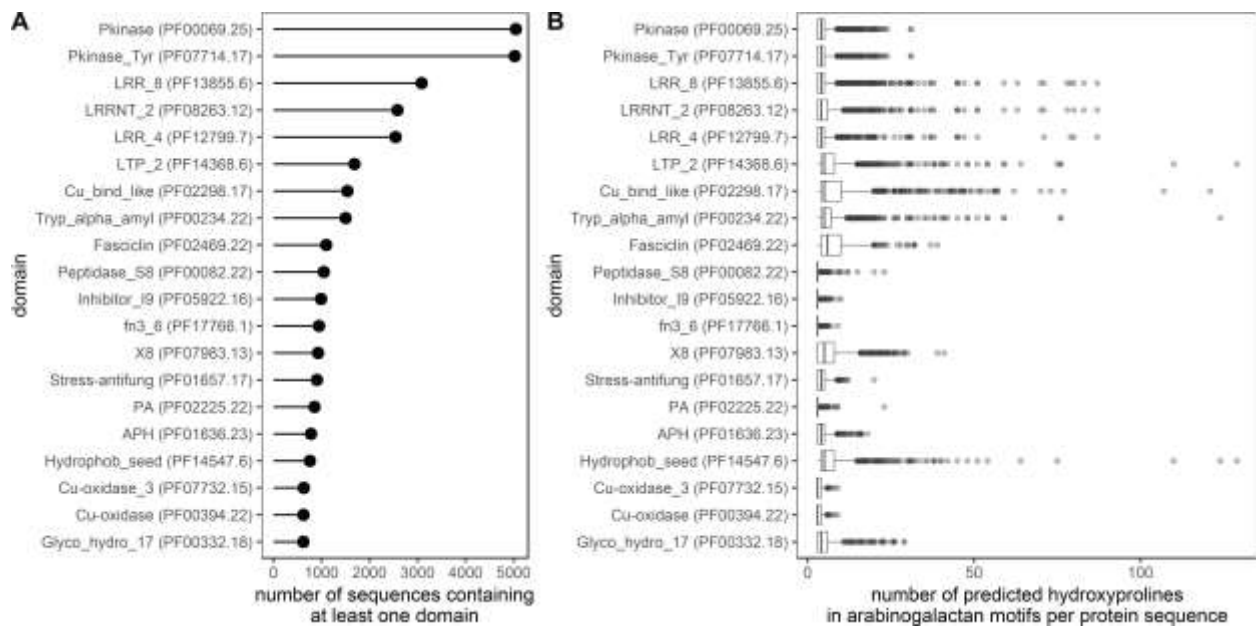 A
domain
Pkinase (PF00069.25)
Pkinase_Tyr (PF07714.17)
LRR_8 (PF13855.6)
LRRNT_2 (PF08263.12)
LRR_4 (PF12799.7)
LTP_2 (PF14368.6)
Cu_bind_like (PF02298.17)
Tryp_alpha_amyl (PF00234.22)
Fasciclin (PF02469.22)
Peptidase_S8 (PF00082.22)
Inhibitor_I9 (PF05922.16)
fn3_6 (PF17766.1)
X8 (PF07983.13)
Stress-antifung (PF01657.17)
PA (PF02225.22)
APH (PF01636.23)
Hydrophob_seed (PF14547.6)
Cu-oxidase_3 (PF07732.15)
Cu-oxidase (PF00394.22)
Glyco_hydro_17 (PF00332.18)
0 1000 2000 3000 4000 5000
number of sequences containing
at least one domain
B
domain
Pkinase (PF00069.25)
Pkinase_Tyr (PF07714.17)
LRR_8 (PF13855.6)
LRRNT_2 (PF08263.12)
LRR_4 (PF12799.7)
LTP_2 (PF14368.6)
Cu_bind_like (PF02298.17)
Tryp_alpha_amyl (PF00234.22)
Fasciclin (PF02469.22)
Peptidase_S8 (PF00082.22)
Inhibitor_I9 (PF05922.16)
fn3_6 (PF17766.1)
X8 (PF07983.13)
Stress-antifung (PF01657.17)
PA (PF02225.22)
APH (PF01636.23)
Hydrophob_seed (PF14547.6)
Cu-oxidase_3 (PF07732.15)
Cu-oxidase (PF00394.22)
Glyco_hydro_17 (PF00332.18)
0 50 100
number of predicted hydroxyprolines
in arabinogalactan motifs per protein sequence